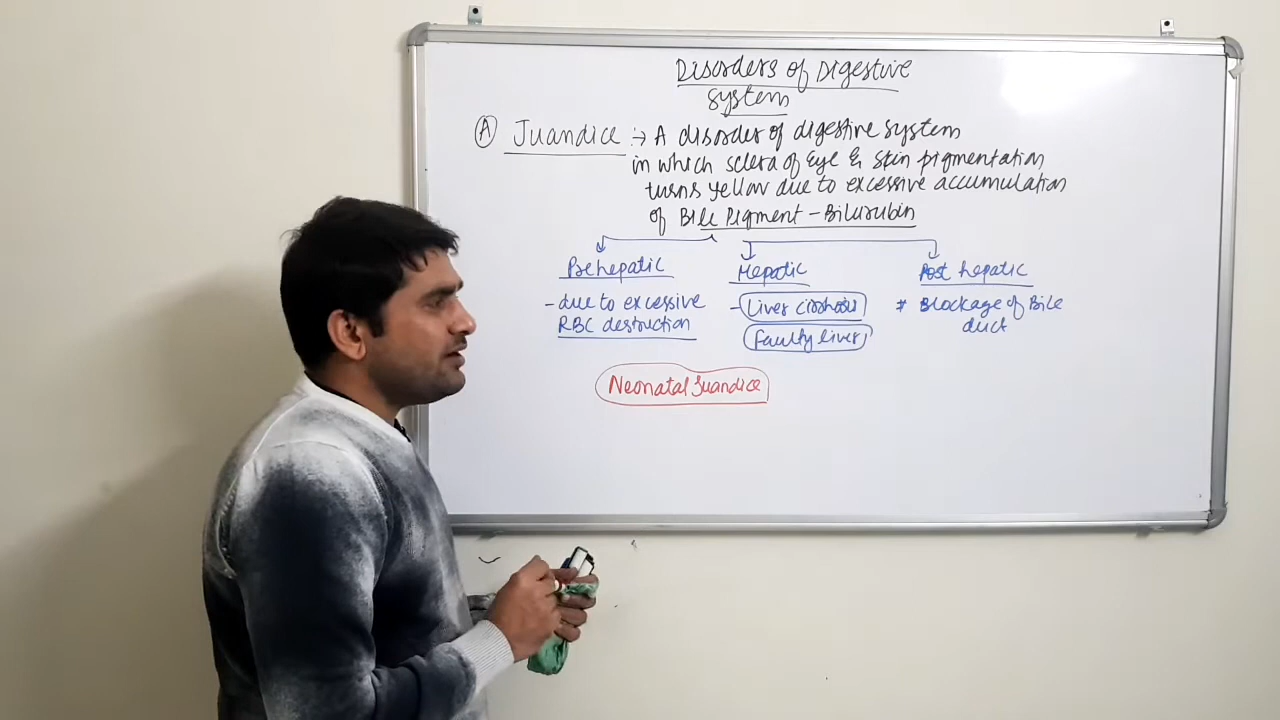 Disorders of Digestive
System
A Juandice :→ A disorder of digestive system
in which sclera of Eye & Skin pigmentation
turns yellow due to excessive accumulation
of Bile Pigment - Bilurubin
Prehepatic Hepatic Post hepatic
- due to excessive - Liver cirrhosis * Blockage of Bile
RBC destruction Faulty liver duct
Neonatal Juandice